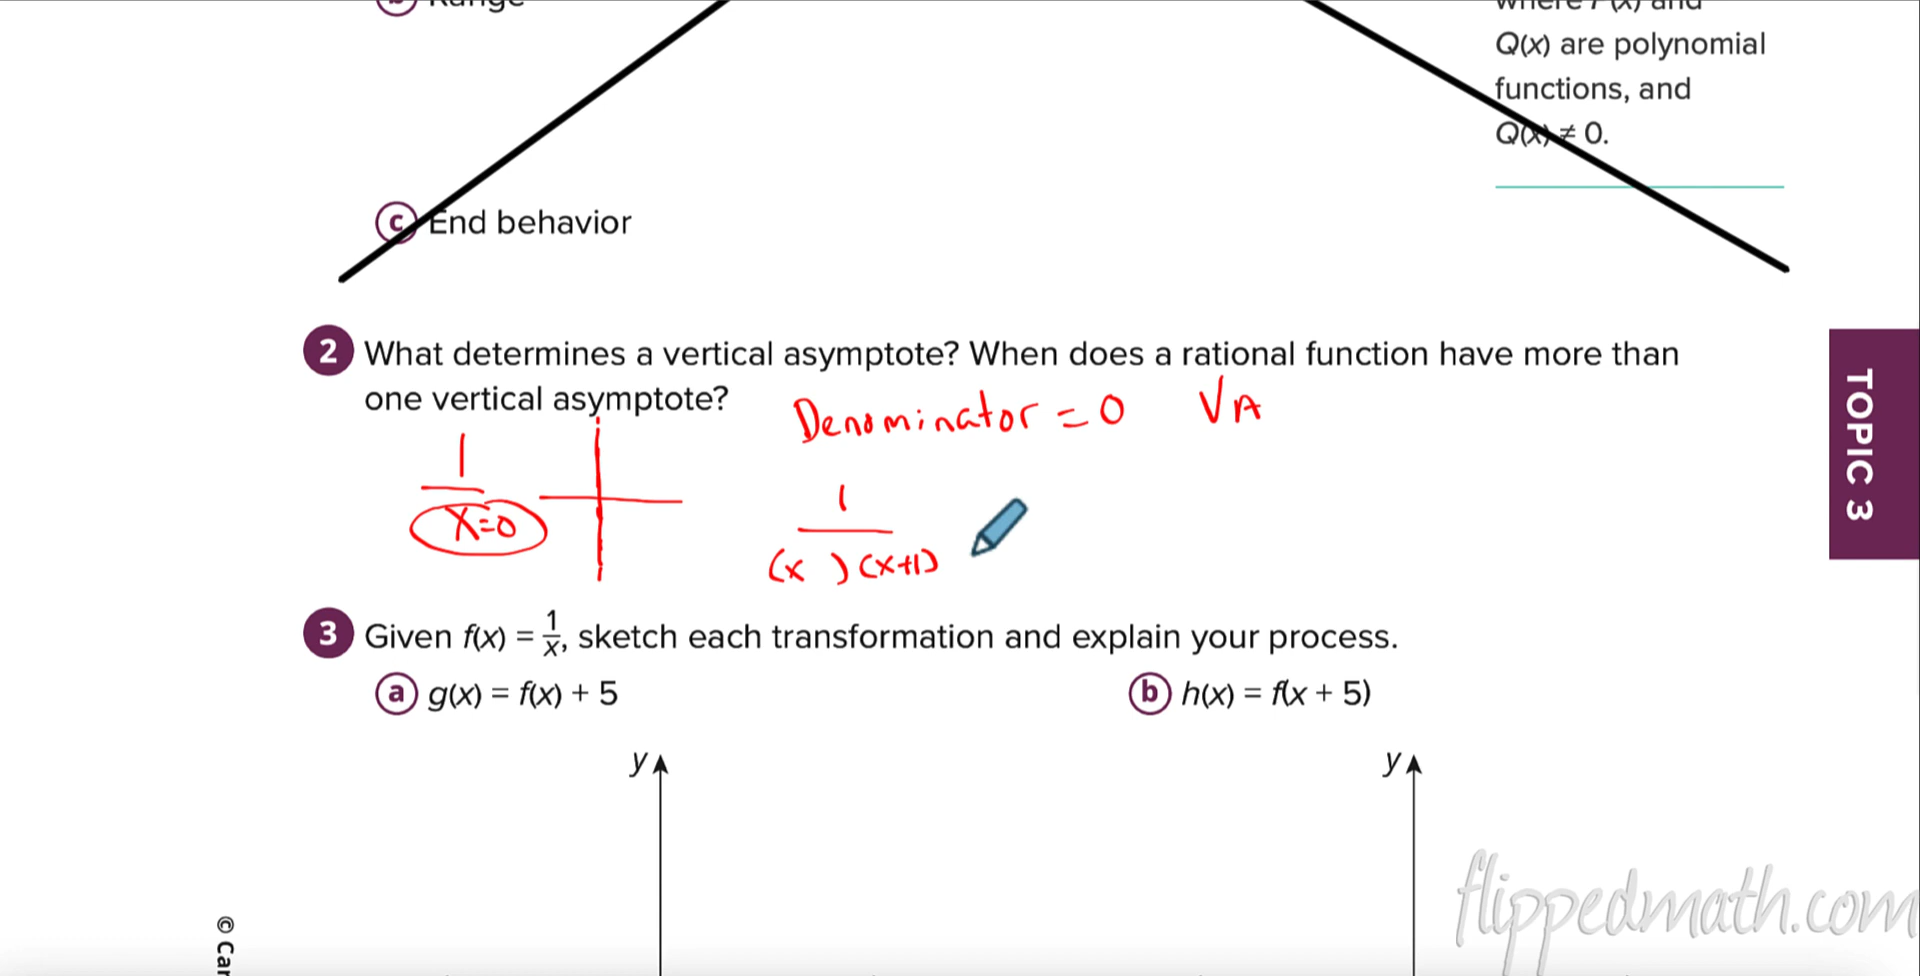 Range
where P(x) and
Q(x) are polynomial
functions, and
Q(x) ≠ 0.
c End behavior
2 What determines a vertical asymptote? When does a rational function have more than
one vertical asymptote?
Denominator = 0 VA
1
x=0
1
(x ) (x+1)
3 Given f(x) = 1/x, sketch each transformation and explain your process.
a g(x) = f(x) + 5
b h(x) = f(x + 5)
y
y
TOPIC 3
© Car
flippedmath.com